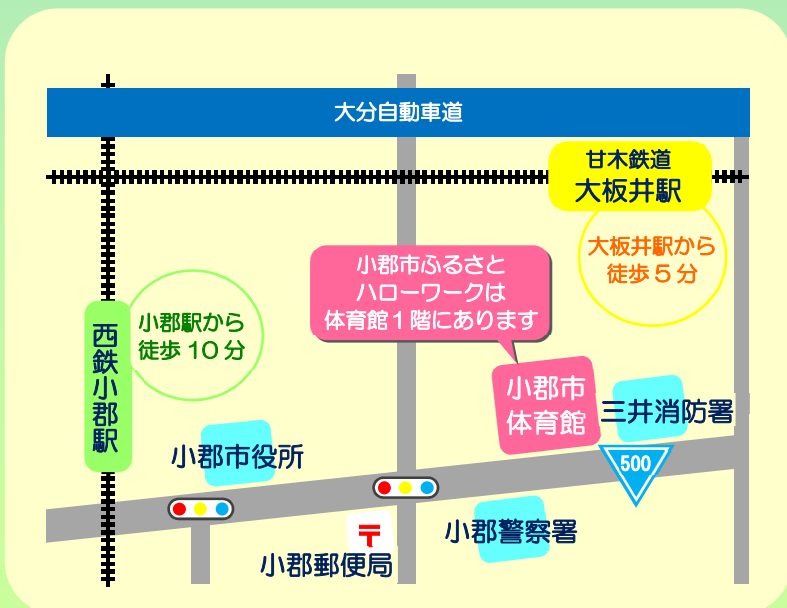 大分自動車道
甘木鉄道
大板井駅
大板井駅から
徒歩5分
小郡市ふるさと
ハローワークは
体育館1階にあります
小郡駅から
徒歩10分
西鉄小郡駅
小郡市
体育館
三井消防署
小郡市役所
500
小郡警察署
〒
小郡郵便局